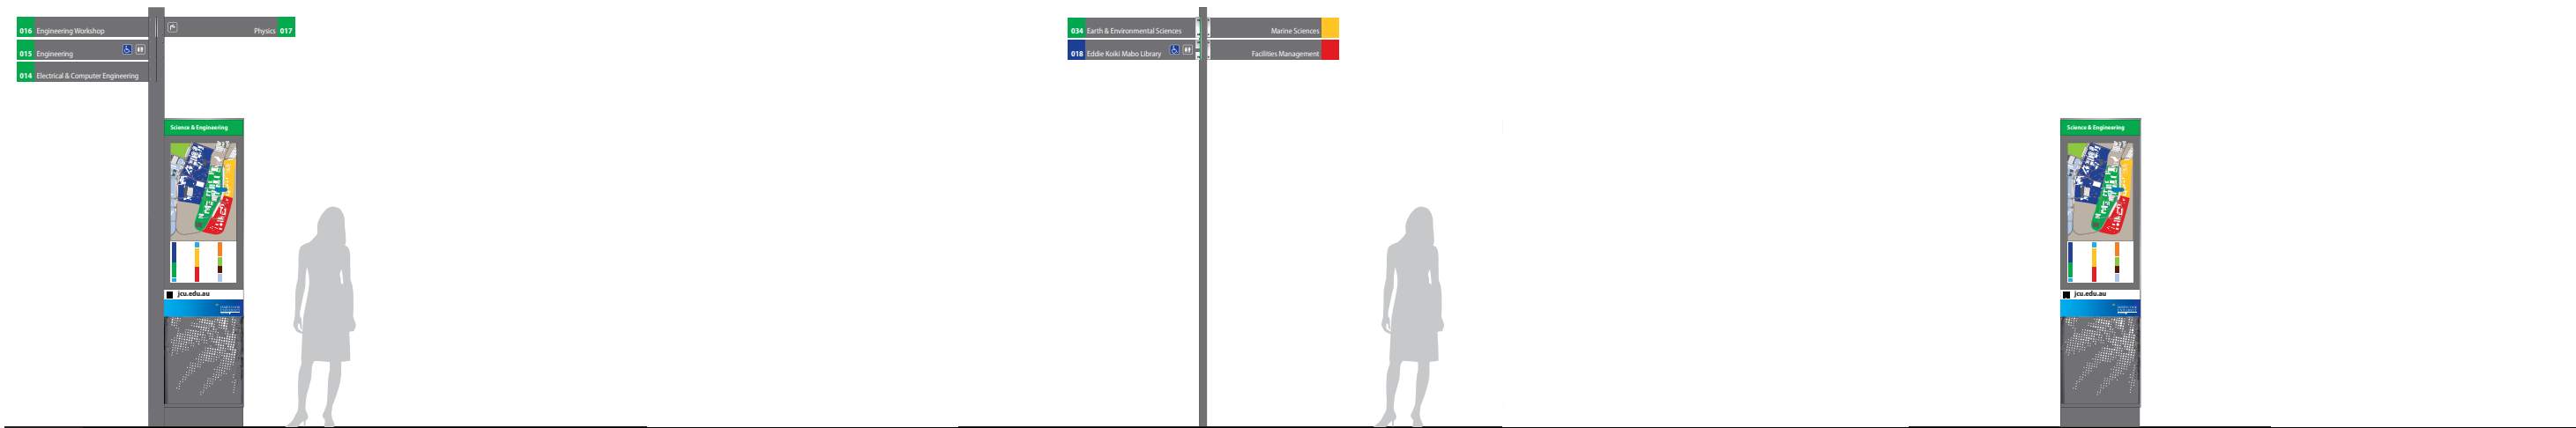 016 Engineering Workshop
Physics 017
015 Engineering
014 Electrical & Computer Engineering
Science & Engineering
jcu.edu.au
034 Earth & Environmental Sciences
Marine Sciences
018 Eddie Koiki Mabo Library
Facilities Management
Science & Engineering
jcu.edu.au